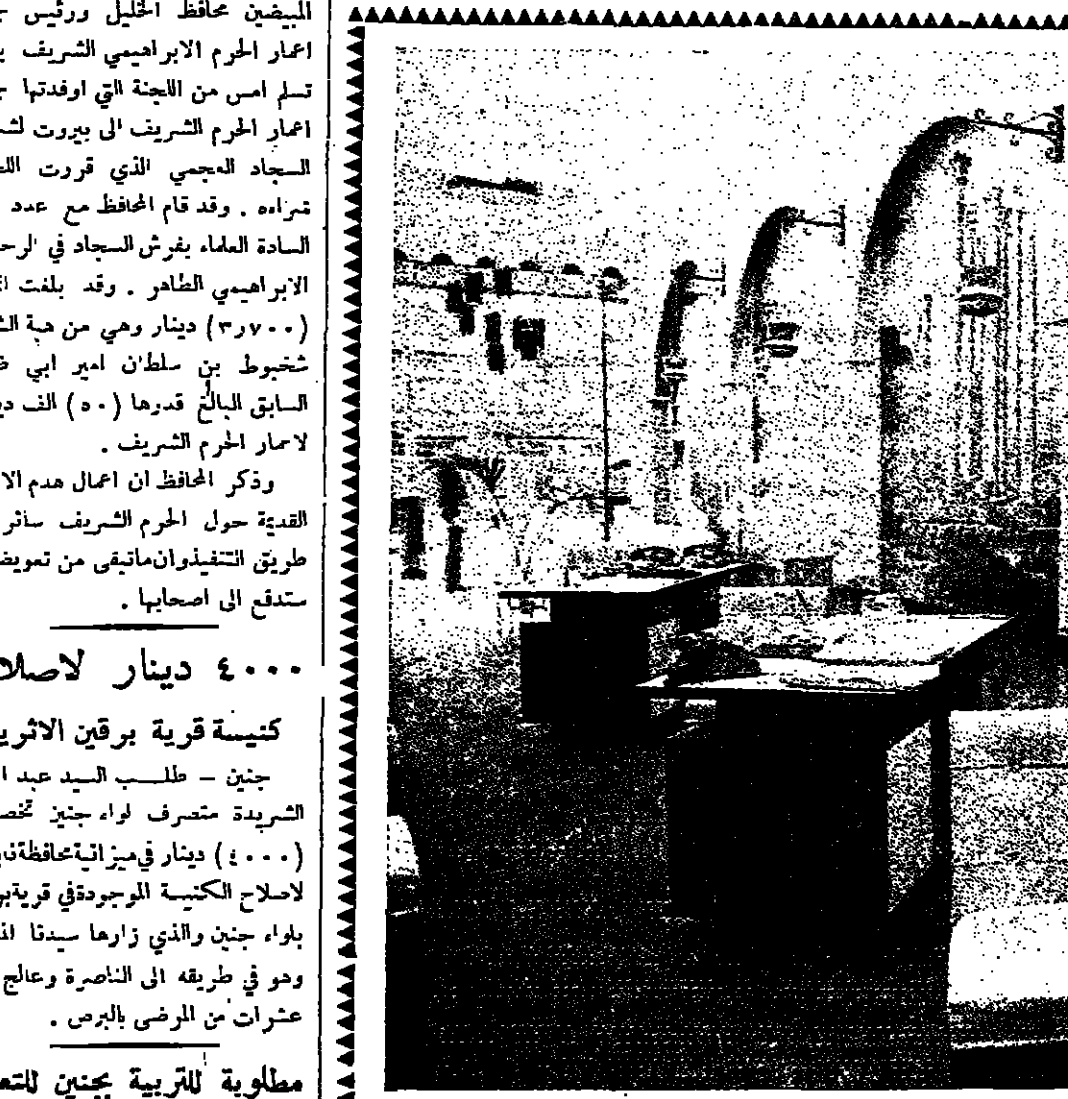 المبيضين محافظ الخليل ورئيس
اعمار الحرم الابراهيمي الشريف
تسلم امس من اللجنة التي اوفدتها
اعمار الحرم الشريف الى بيروت
السجاد العجمي الذي قررت
شراءه . وقد قام المحافظ مع عدد
السادة العلماء بفرش السجاد في
الابراهيمي الطاهر . وقد بلغت
(٣٫٧٠٠) دينار وهي من هبة
شخبوط بن سلطان امير ابي
السابق البالغ قدرها (٥٠) الف
لاعمار الحرم الشريف .
وذكر المحافظ ان اعمال هدم
القديمة حول الحرم الشريف سائر
طريق التنفيذ وان ماتبقى من تعويض
ستدفع الى اصحابها .
٤٠٠٠ دينار لاصلا
كنيسة قرية برقين الاثري
جنين – طلب السيد عبد
الشريدة متصرف لواء جنين
(٤٠٠٠) دينار في ميزانية محافظة
لاصلاح الكنيسة الموجودة في قرية
بلواء جنين والذي زارها سيدنا
وهو في طريقه الى الناصرة وعالج
عشرات من المرضى بالبرص .
مطلوبة للتربية بجنين